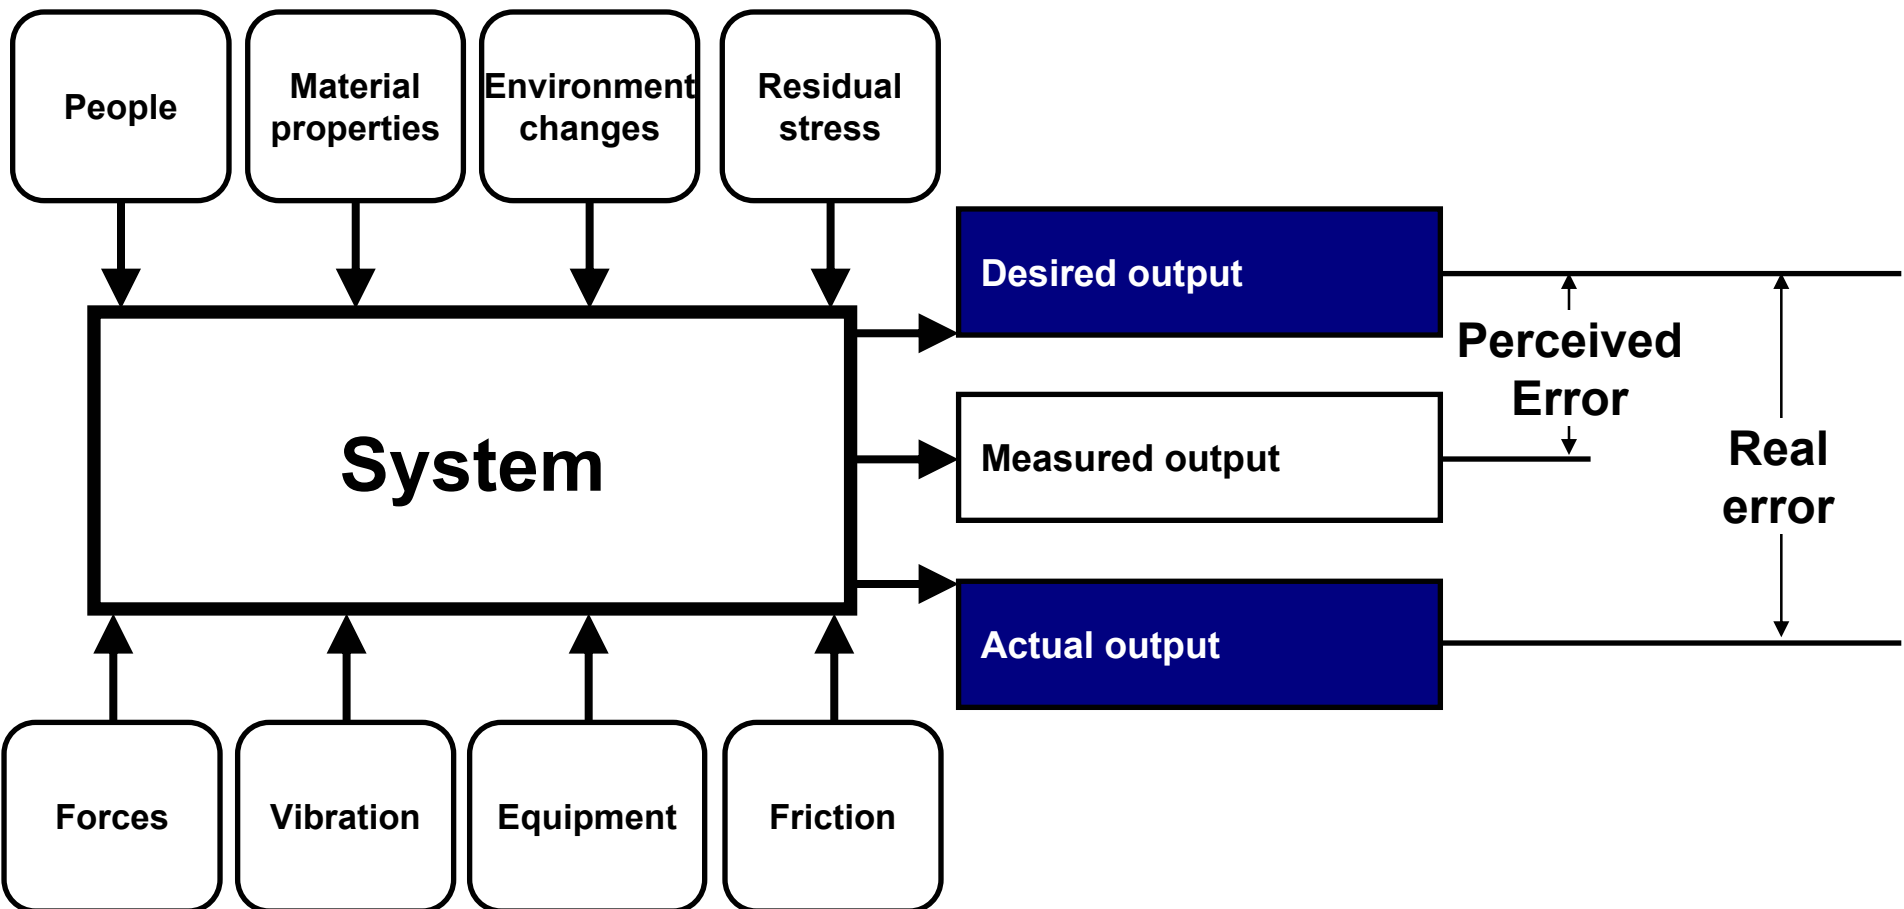 People
Material
properties
Environment
changes
Residual
stress
System
Desired output
Measured output
Actual output
Perceived
Error
Real
error
Forces
Vibration
Equipment
Friction